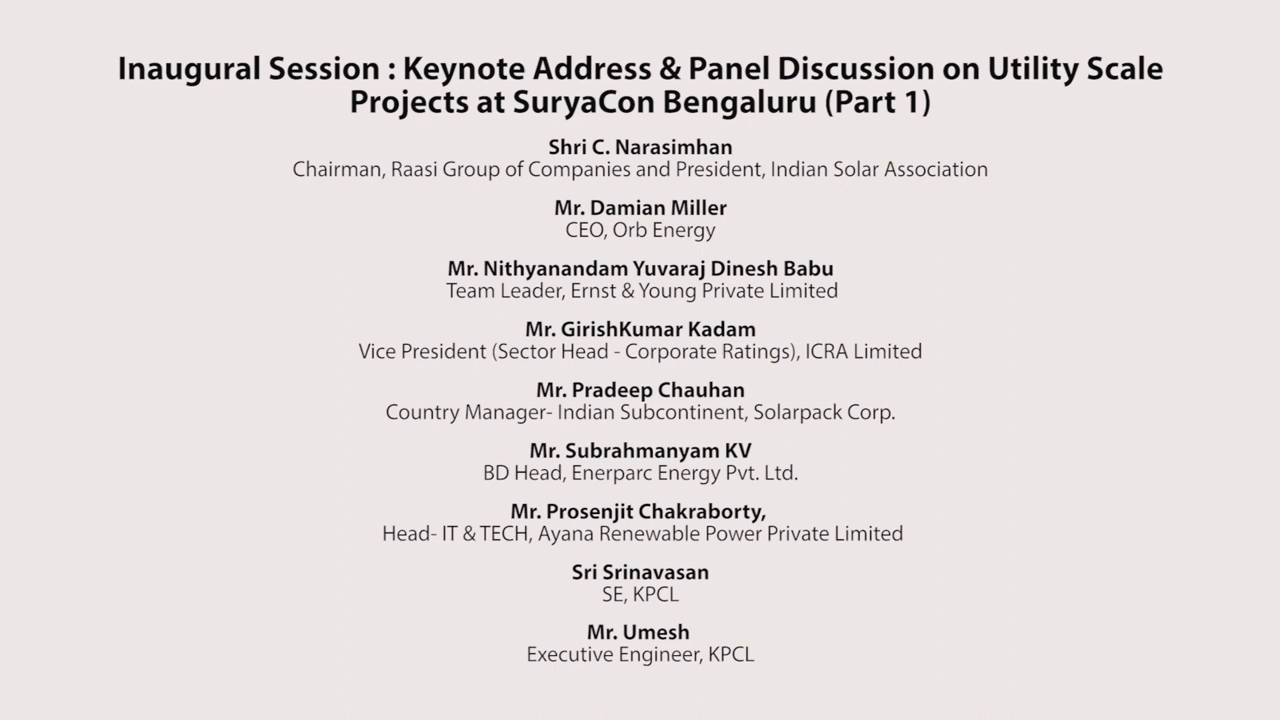 Inaugural Session : Keynote Address & Panel Discussion on Utility Scale
Projects at SuryaCon Bengaluru (Part 1)
Shri C. Narasimhan
Chairman, Raasi Group of Companies and President, Indian Solar Association
Mr. Damian Miller
CEO, Orb Energy
Mr. Nithyanandam Yuvaraj Dinesh Babu
Team Leader, Ernst & Young Private Limited
Mr. GirishKumar Kadam
Vice President (Sector Head - Corporate Ratings), ICRA Limited
Mr. Pradeep Chauhan
Country Manager- Indian Subcontinent, Solarpack Corp.
Mr. Subrahmanyam KV
BD Head, Enerparc Energy Pvt. Ltd.
Mr. Prosenjit Chakraborty,
Head- IT & TECH, Ayana Renewable Power Private Limited
Sri Srinavasan
SE, KPCL
Mr. Umesh
Executive Engineer, KPCL